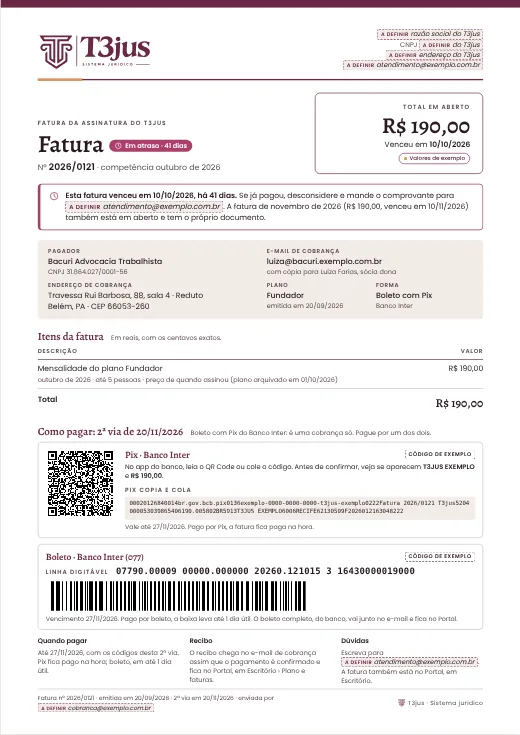 T3jus
SISTEMA JURÍDICO
A DEFINIR razão social do T3jus
CNPJ A DEFINIR do T3jus
A DEFINIR endereço do T3jus
A DEFINIR atendimento@exemplo.com.br
FATURA DA ASSINATURA DO T3JUS
Fatura Em atraso · 41 dias
Nº 2026/0121 · competência outubro de 2026
TOTAL EM ABERTO
R$ 190,00
Venceu em 10/10/2026
Valores de exemplo
Esta fatura venceu em 10/10/2026, há 41 dias. Se já pagou, desconsidere e mande o comprovante para
A DEFINIR atendimento@exemplo.com.br . A fatura de novembro de 2026 (R$ 190,00, venceu em 10/11/2026)
também está em aberto e tem o próprio documento.
PAGADOR
Bacuri Advocacia Trabalhista
CNPJ 31.864.027/0001-56
E-MAIL DE COBRANÇA
luiza@bacuri.exemplo.com.br
com cópia para Luiza Farias, sócia dona
ENDEREÇO DE COBRANÇA
Travessa Rui Barbosa, 88, sala 4 · Reduto
Belém, PA · CEP 66053-260
PLANO
Fundador
emitida em 20/09/2026
FORMA
Boleto com Pix
Banco Inter
Itens da fatura Em reais, com os centavos exatos.
DESCRIÇÃO VALOR
Mensalidade do plano Fundador R$ 190,00
outubro de 2026 · até 5 pessoas · preço de quando assinou (plano arquivado em 01/10/2026)
Total R$ 190,00
Como pagar: 2ª via de 20/11/2026 Boleto com Pix do Banco Inter: é uma cobrança só. Pague por um dos dois.
Pix · Banco Inter CÓDIGO DE EXEMPLO
No app do banco, leia o QR Code ou cole o código. Antes de confirmar, veja se aparecem T3JUS EXEMPLO
e R$ 190,00.
PIX COPIA E COLA
Vale até 27/11/2026. Pago por Pix, a fatura fica paga na hora.
Boleto · Banco Inter (077) CÓDIGO DE EXEMPLO
LINHA DIGITÁVEL 07790.00009 00000.000000 20260.121015 3 16430000019000
Vencimento 27/11/2026. Pago por boleto, a baixa leva até 1 dia útil. O boleto completo, do banco, vai junto no e-mail e fica no Portal.
Quando pagar
Até 27/11/2026, com os códigos desta 2ª via.
Pix fica pago na hora; boleto, em até 1 dia
útil.
Recibo
O recibo chega no e-mail de cobrança
assim que o pagamento é confirmado e
fica no Portal, em Escritório › Plano e
faturas.
Dúvidas
Escreva para
A DEFINIR atendimento@exemplo.com.br .
A fatura também está no Portal, em
Escritório.
Fatura nº 2026/0121 · emitida em 20/09/2026 · 2ª via em 20/11/2026 · enviada por
A DEFINIR cobranca@exemplo.com.br
T3jus · Sistema jurídico